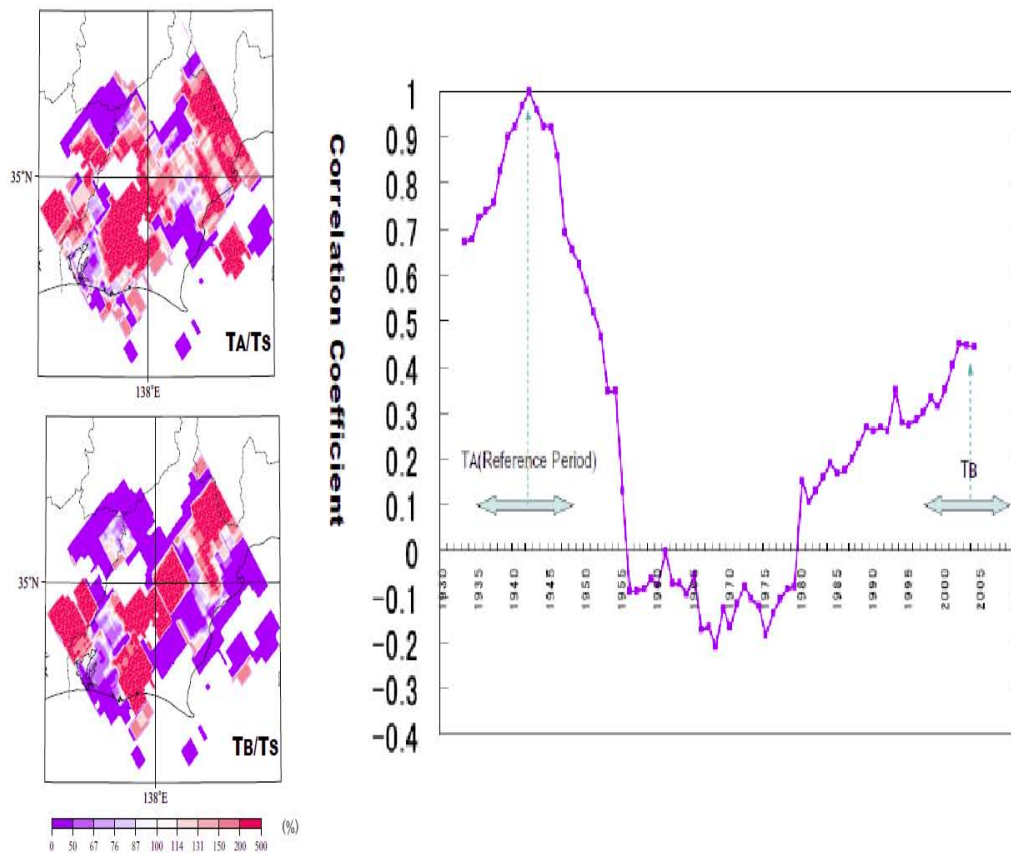 35°N
TA/TS
138°E
35°N
TB/TS
138°E
0 50 67 76 87 100 114 131 150 200 500 (%)
Correlation Coefficient
1
0.9
0.8
0.7
0.6
0.5
0.4
0.3
0.2
0.1
0
-0.1
-0.2
-0.3
-0.4
TA(Reference Period)
TB
1930 1935 1940 1945 1950 1955 1960 1965 1970 1975 1980 1985 1990 1995 2000 2005